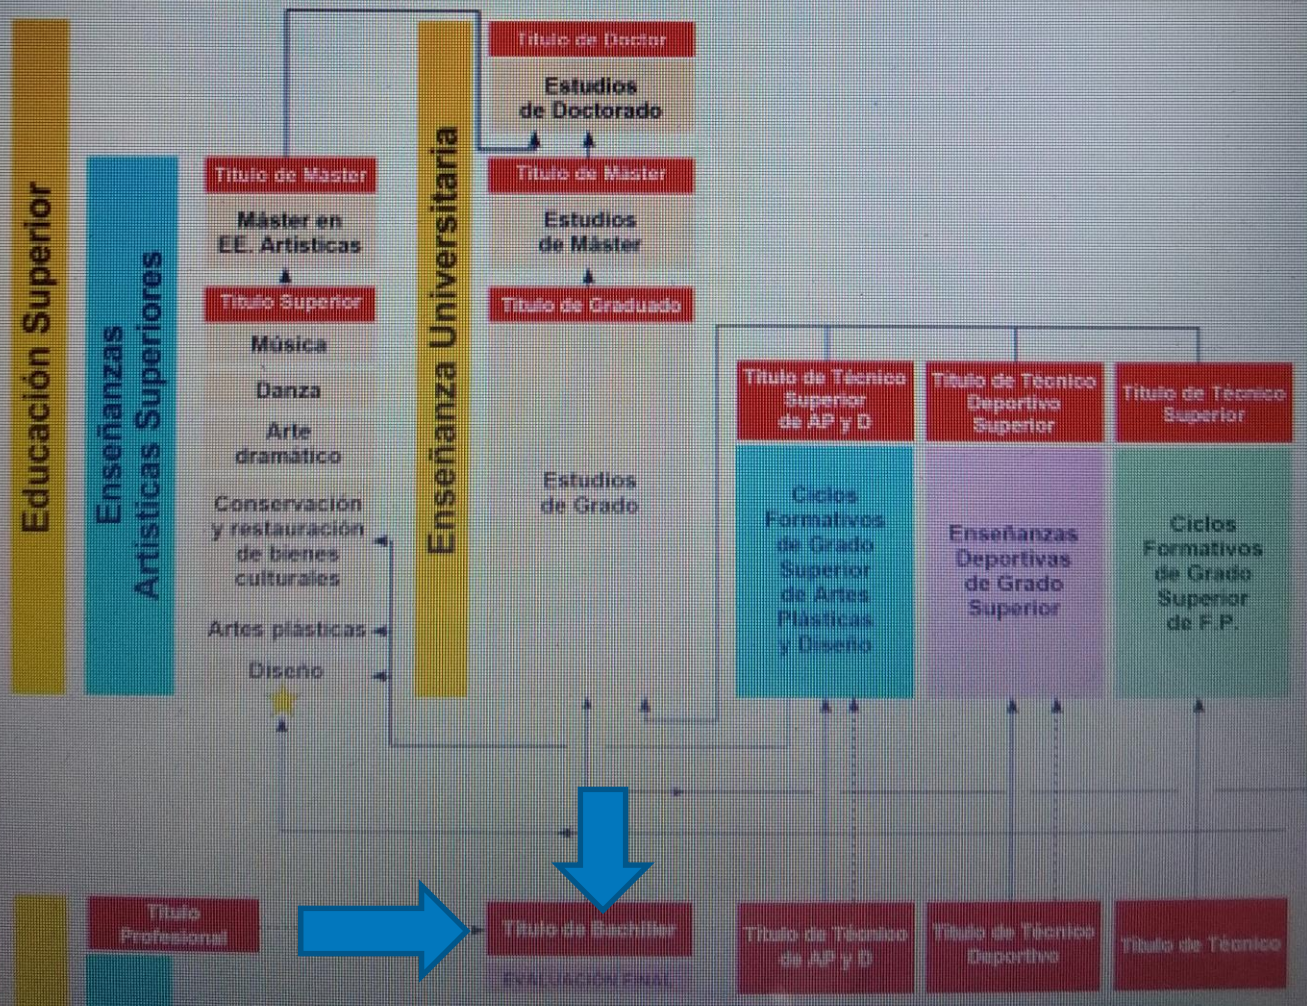 Educación Superior
Enseñanzas
Artísticas Superiores
Título de Máster
Máster en
EE. Artísticas
Título Superior
Música
Danza
Arte
dramático
Conservación
y restauración
de bienes
culturales
Artes plásticas
Diseño
Enseñanza Universitaria
Título de Doctor
Estudios
de Doctorado
Título de Máster
Estudios
de Máster
Título de Graduado
Estudios
de Grado
Título de Técnico
Superior
de AP y D
Ciclos
Formativos
de Grado
Superior
de Artes
Plásticas
y Diseño
Título de Técnico
Deportivo
Superior
Enseñanzas
Deportivas
de Grado
Superior
Título de Técnico
Superior
Ciclos
Formativos
de Grado
Superior
de F.P.
Título
Profesional
Título de Bachiller
EVALUACIÓN FINAL
Título de Técnico
de AP y D
Título de Técnico
Deportivo
Título de Técnico